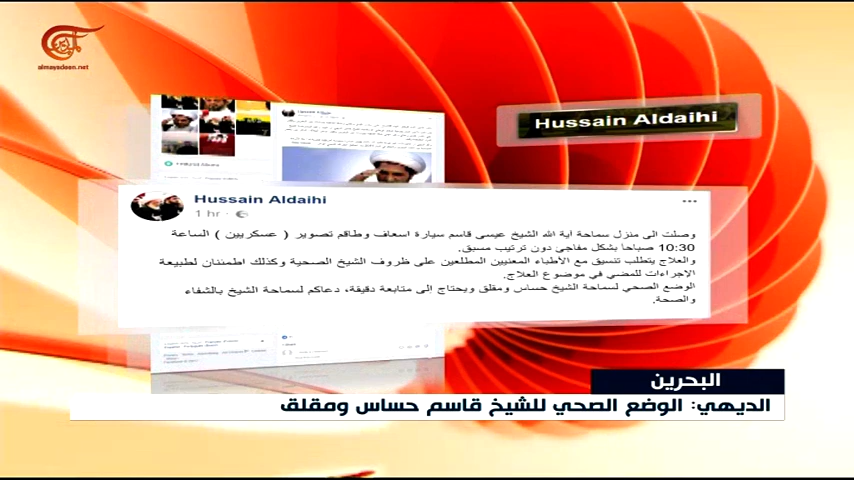 الميادين
almayadeen.net
Hussain Aldaihi
Hussain Aldaihi
1 hr
وصلت الى منزل سماحة آية الله الشيخ عيسى قاسم سيارة اسعاف وطاقم تصوير ( عسكريين ) الساعة
10:30 صباحا بشكل مفاجئ دون ترتيب مسبق.
والعلاج يتطلب تنسيق مع الأطباء المعنيين المطلعين على ظروف الشيخ الصحية وكذلك اطمئنان لطبيعة
الإجراءات للمضي في موضوع العلاج.
الوضع الصحي لسماحة الشيخ حساس ومقلق ويحتاج إلى متابعة دقيقة، دعاكم لسماحة الشيخ بالشفاء
والصحة.
البحرين
الديهي: الوضع الصحي للشيخ قاسم حساس ومقلق